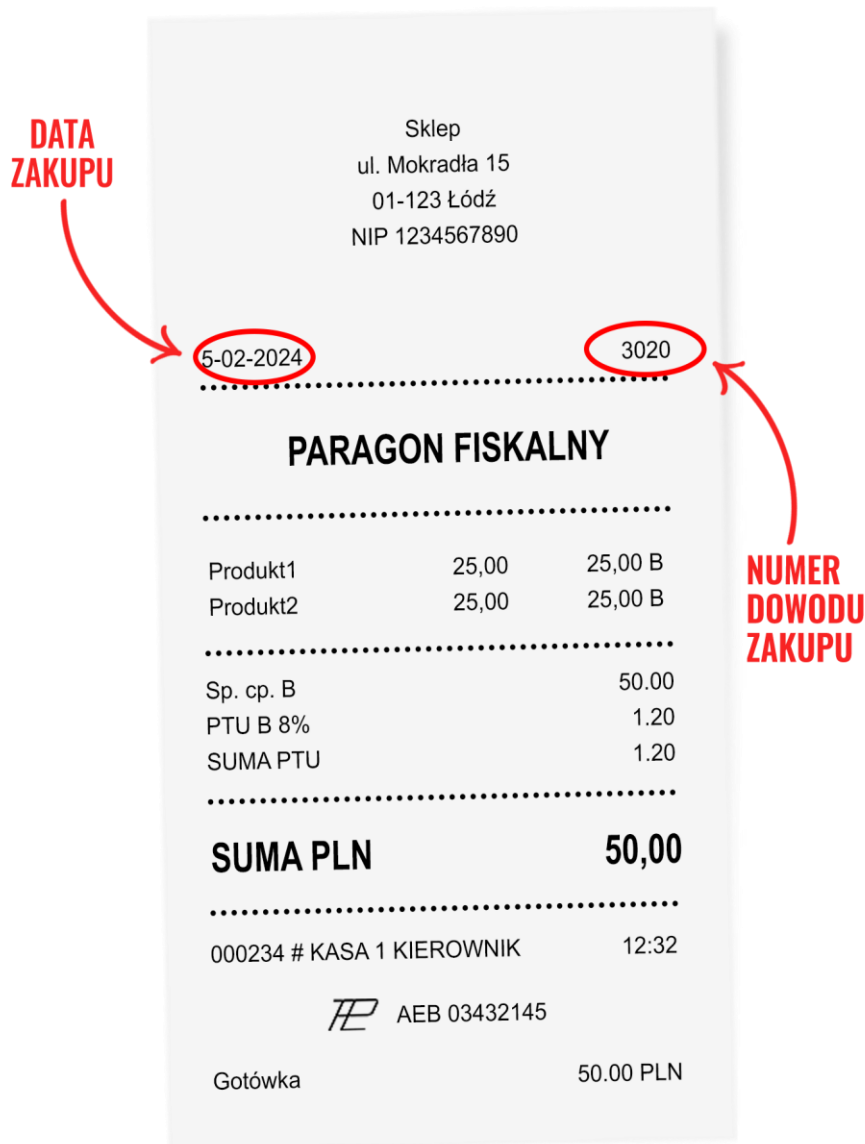 DATA
ZAKUPU
Sklep
ul. Mokradła 15
01-123 Łódź
NIP 1234567890
5-02-2024 3020
PARAGON FISKALNY
Produkt1 25,00 25,00 B
Produkt2 25,00 25,00 B
NUMER
DOWODU
ZAKUPU
Sp. cp. B 50.00
PTU B 8% 1.20
SUMA PTU 1.20
SUMA PLN 50,00
000234 # KASA 1 KIEROWNIK 12:32
AEB 03432145
Gotówka 50.00 PLN